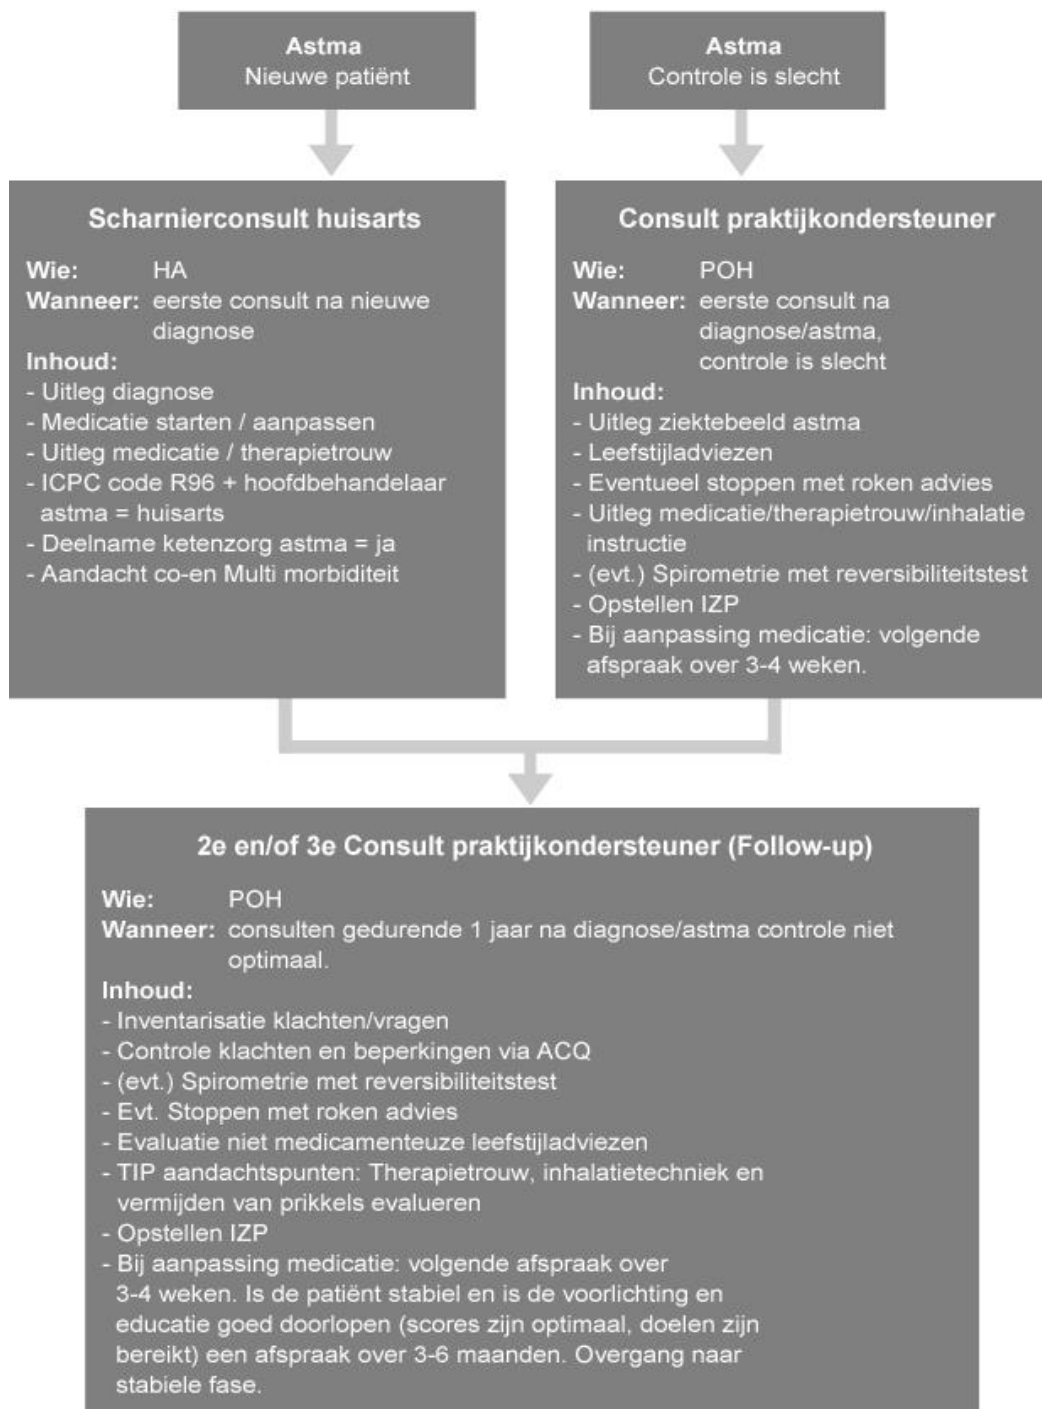 Astma
Nieuwe patiënt
Astma
Controle is slecht
Scharnierconsult huisarts
Wie: HA
Wanneer: eerste consult na nieuwe
diagnose
Inhoud:
- Uitleg diagnose
- Medicatie starten / aanpassen
- Uitleg medicatie / therapietrouw
- ICPC code R96 + hoofdbehandelaar
astma = huisarts
- Deelname ketenzorg astma = ja
- Aandacht co-en Multi morbiditeit
Consult praktijkondersteuner
Wie: POH
Wanneer: eerste consult na
diagnose/astma,
controle is slecht
Inhoud:
- Uitleg ziektebeeld astma
- Leefstijladviezen
- Eventueel stoppen met roken advies
- Uitleg medicatie/therapietrouw/inhalatie
instructie
- (evt.) Spirometrie met reversibiliteitstest
- Opstellen IZP
- Bij aanpassing medicatie: volgende
afspraak over 3-4 weken.
2e en/of 3e Consult praktijkondersteuner (Follow-up)
Wie: POH
Wanneer: consulten gedurende 1 jaar na diagnose/astma controle niet
optimaal.
Inhoud:
- Inventarisatie klachten/vragen
- Controle klachten en beperkingen via ACQ
- (evt.) Spirometrie met reversibiliteitstest
- Evt. Stoppen met roken advies
- Evaluatie niet medicamenteuze leefstijladviezen
- TIP aandachtspunten: Therapietrouw, inhalatietechniek en
vermijden van prikkels evalueren
- Opstellen IZP
- Bij aanpassing medicatie: volgende afspraak over
3-4 weken. Is de patiënt stabiel en is de voorlichting en
educatie goed doorlopen (scores zijn optimaal, doelen zijn
bereikt) een afspraak over 3-6 maanden. Overgang naar
stabiele fase.